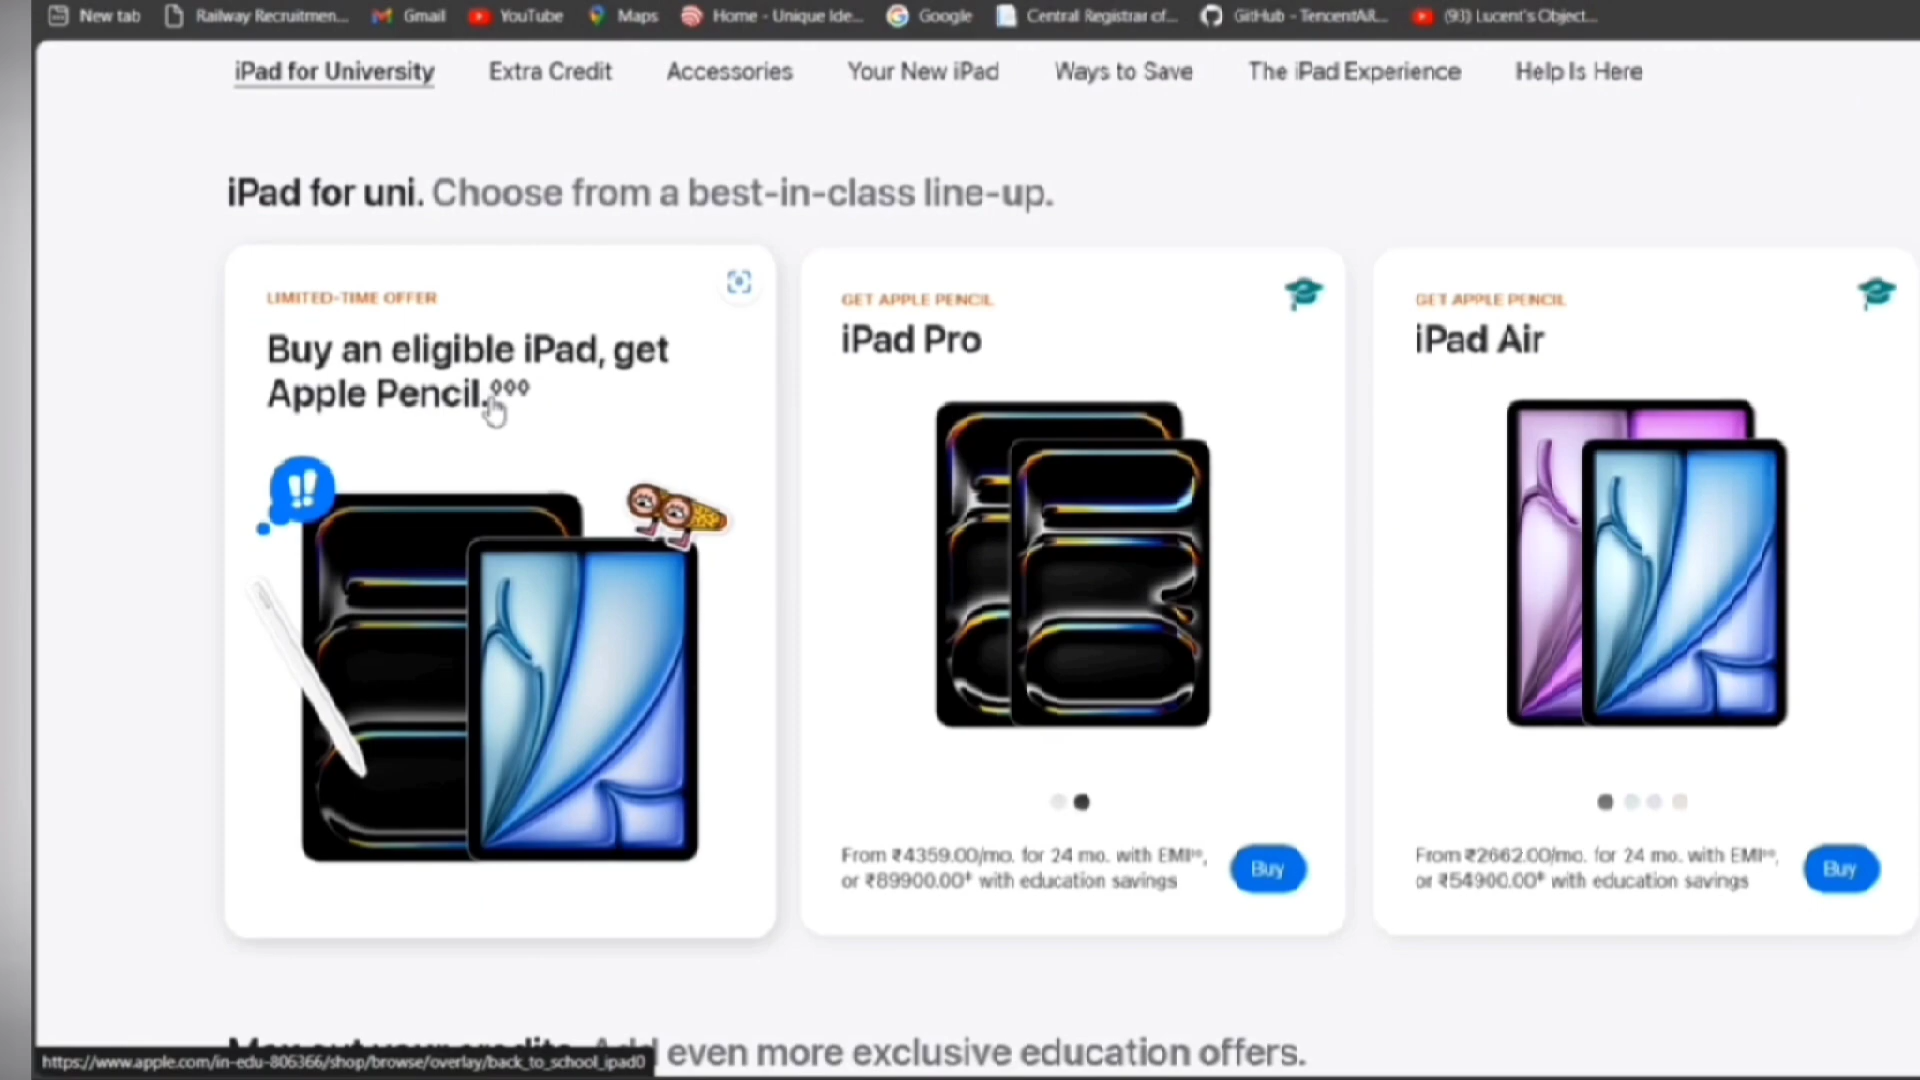 New tab
Railway Recruitmen...
Gmail
YouTube
Maps
Home - Unique Ide...
Google
Central Registrar of...
GitHub - TencentAR...
(93) Lucent's Object...
iPad for University
Extra Credit
Accessories
Your New iPad
Ways to Save
The iPad Experience
Help Is Here
iPad for uni. Choose from a best-in-class line-up.
LIMITED-TIME OFFER
Buy an eligible iPad, get
Apple Pencil.◊◊◊
GET APPLE PENCIL
iPad Pro
From ₹4359.00/mo. for 24 mo. with EMI
or ₹89900.00‡ with education savings
Buy
GET APPLE PENCIL
iPad Air
From ₹2662.00/mo. for 24 mo. with EMI
or ₹54900.00‡ with education savings
Buy
even more exclusive education offers.
https://www.apple.com/in-edu-806366/shop/browse/overlay/back_to_school_ipad0